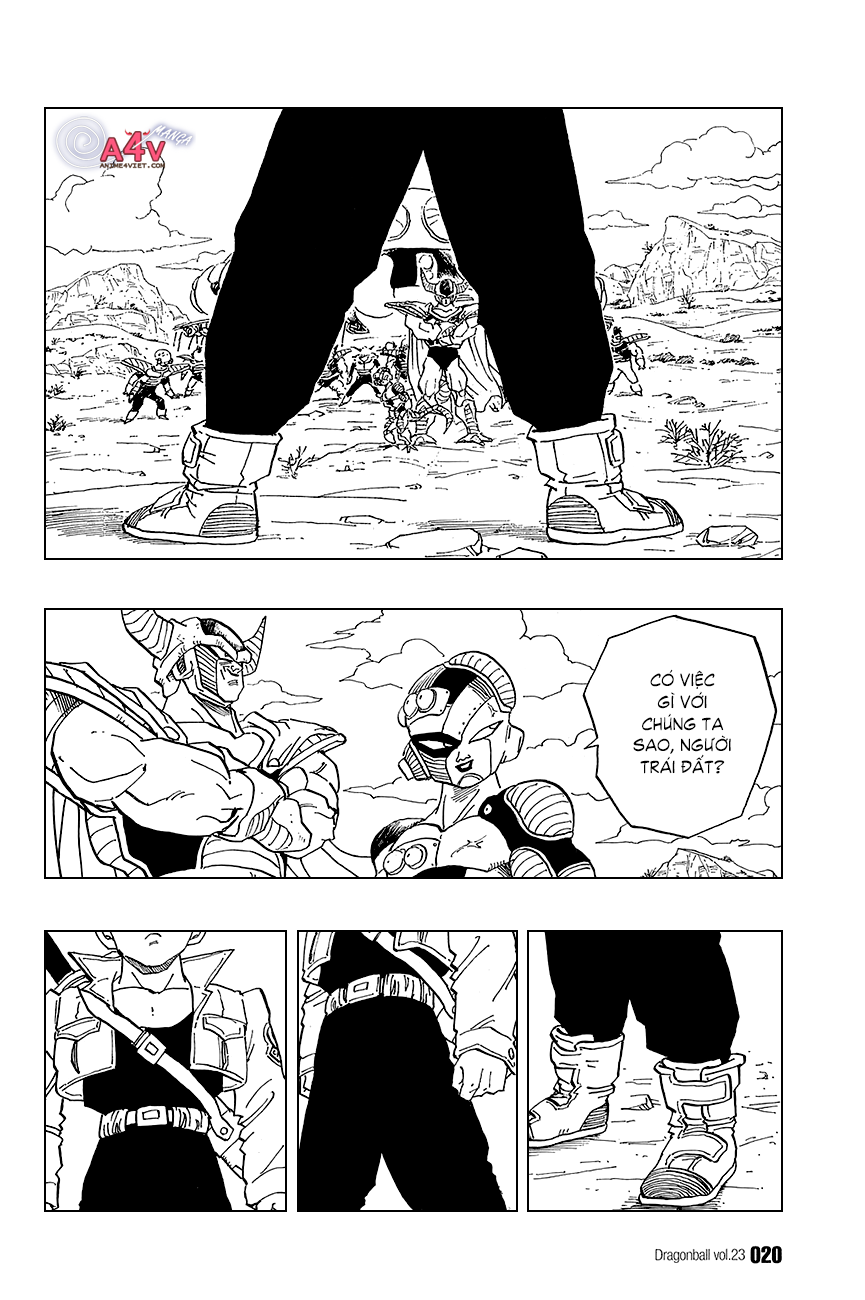 A4V
MANGA
ANIME4VIET.COM
CÓ VIỆC
GÌ VỚI
CHÚNG TA
SAO, NGƯỜI
TRÁI ĐẤT?
Dragonball vol.23 020